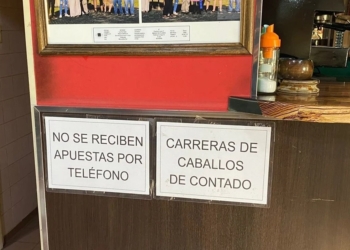 NO SE RECIBEN
APUESTAS POR
TELÉFONO
CARRERAS DE
CABALLOS
DE CONTADO